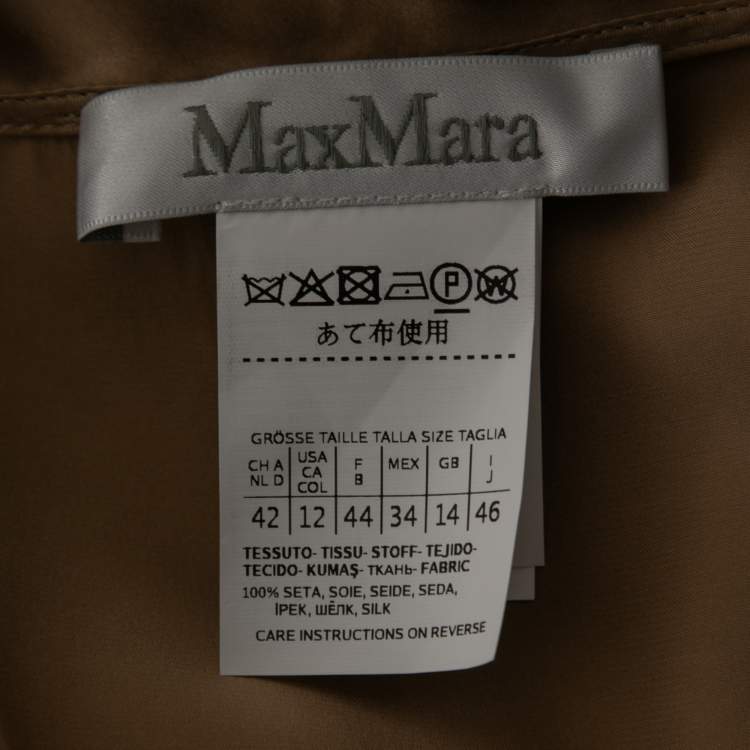 MaxMara
P W
あて布使用
GRÖSSE TAILLE TALLA SIZE TAGLIA
CH A NL D USA CA COL F B MEX GB I J
42 12 44 34 14 46
TESSUTO- TISSU- STOFF- TEJIDO-
TECIDO- KUMAŞ- ТКАНЬ- FABRIC
100% SETA, SOIE, SEIDE, SEDA,
İPEK, ШЁЛК, SILK
CARE INSTRUCTIONS ON REVERSE